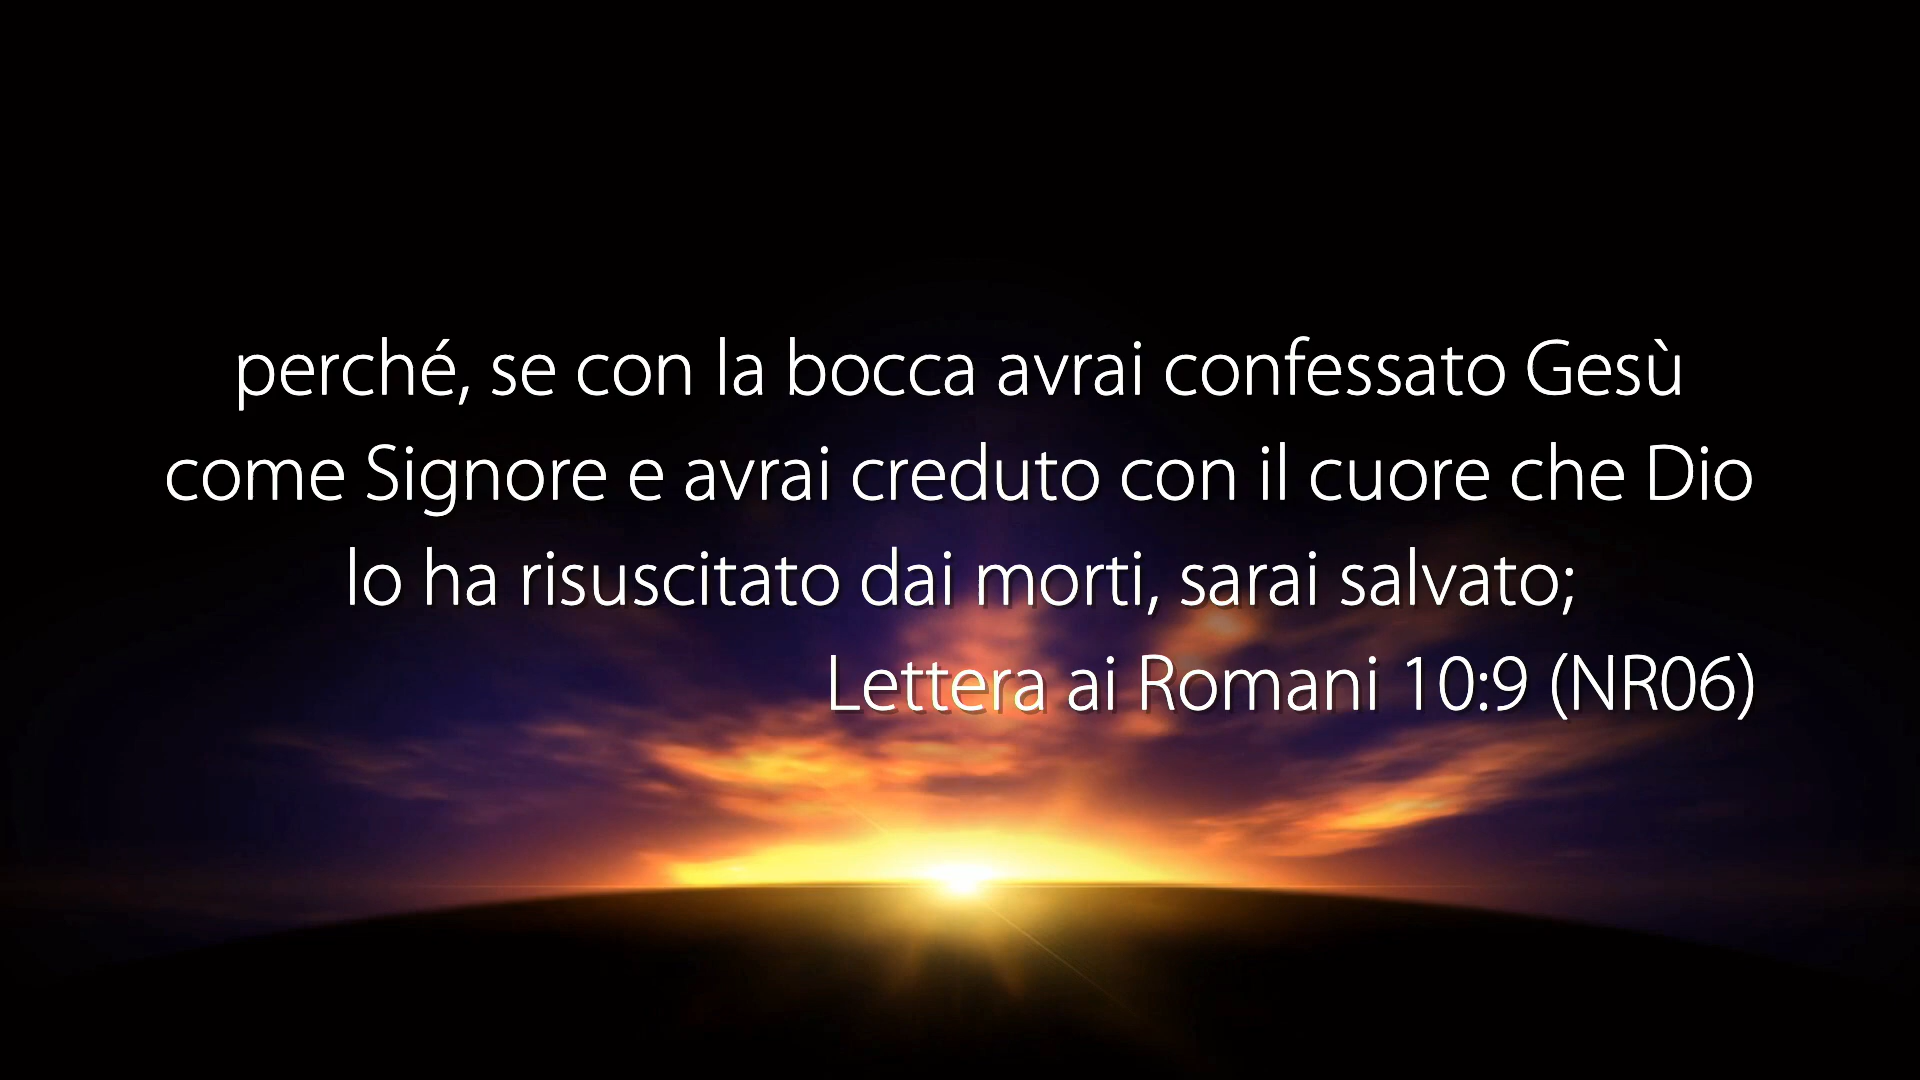 perché, se con la bocca avrai confessato Gesù
come Signore e avrai creduto con il cuore che Dio
lo ha risuscitato dai morti, sarai salvato;
Lettera ai Romani 10:9 (NR06)